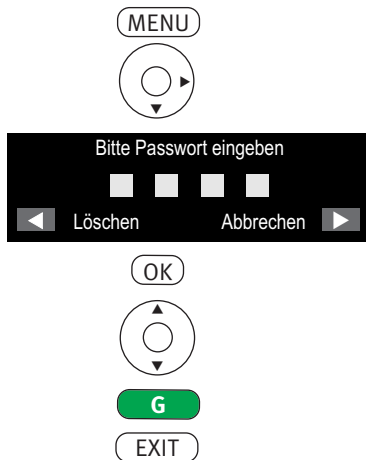 MENU
Bitte Passwort eingeben
Löschen Abbrechen
OK
G
EXIT